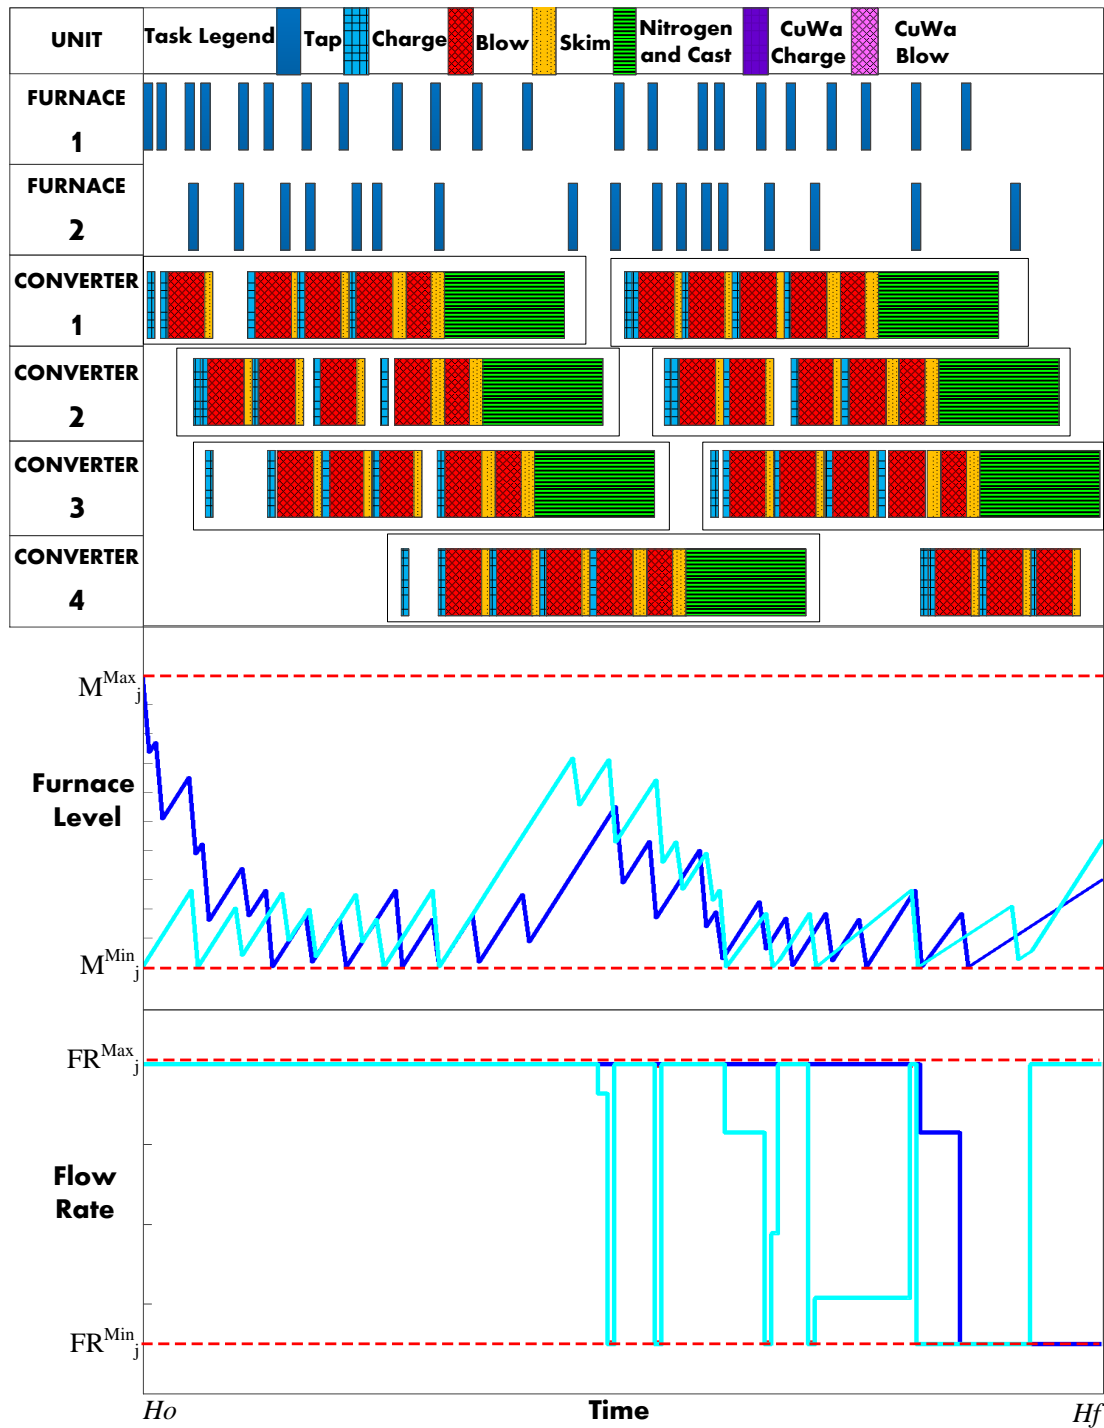 UNIT
Task Legend
Tap
Charge
Blow
Skim
Nitrogen
and Cast
CuWa
Charge
CuWa
Blow
FURNACE
1
FURNACE
2
CONVERTER
1
CONVERTER
2
CONVERTER
3
CONVERTER
4
M^Max_j
Furnace
Level
M^Min_j
FR^Max_j
Flow
Rate
FR^Min_j
Ho
Time
Hf